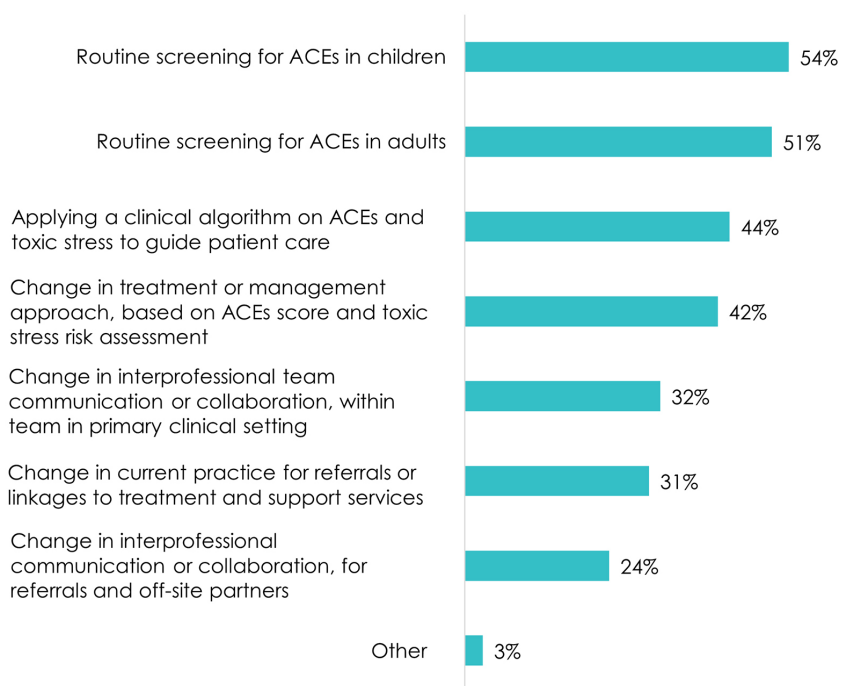 Routine screening for ACEs in children
54%
Routine screening for ACEs in adults
51%
Applying a clinical algorithm on ACEs and
toxic stress to guide patient care
44%
Change in treatment or management
approach, based on ACEs score and toxic
stress risk assessment
42%
Change in interprofessional team
communication or collaboration, within
team in primary clinical setting
32%
Change in current practice for referrals or
linkages to treatment and support services
31%
Change in interprofessional
communication or collaboration, for
referrals and off-site partners
24%
Other
3%